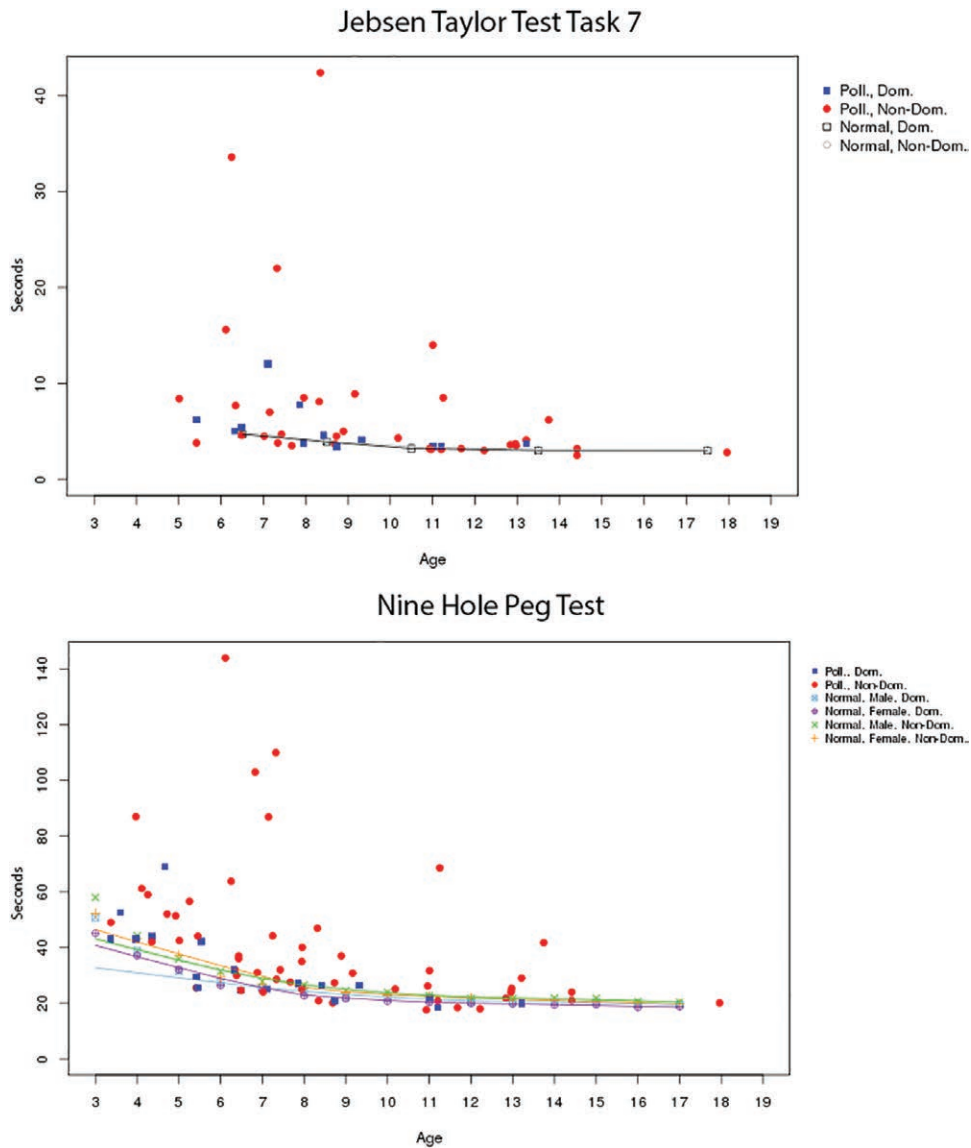 Jebsen Taylor Test Task 7
40
30
20
10
0
Seconds
3 4 5 6 7 8 9 10 11 12 13 14 15 16 17 18 19
Age
Poll., Dom.
Poll., Non-Dom.
Normal, Dom.
Normal, Non-Dom..
Nine Hole Peg Test
140
120
100
80
60
40
20
0
Seconds
3 4 5 6 7 8 9 10 11 12 13 14 15 16 17 18 19
Age
Poll., Dom.
Poll., Non-Dom.
Normal, Male, Dom.
Normal, Female, Dom.
Normal, Male, Non-Dom.
Normal, Female, Non-Dom..